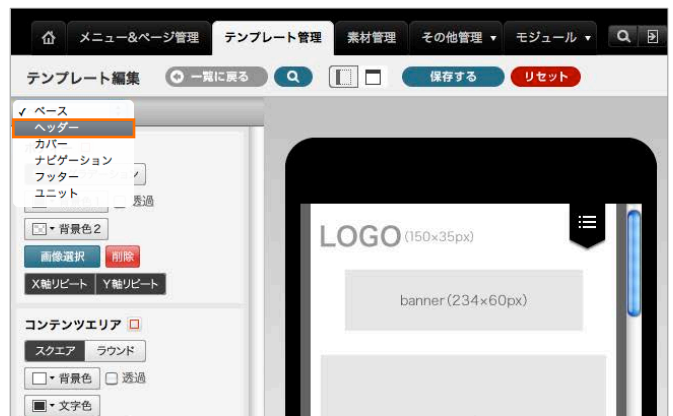 メニュー&ページ管理 テンプレート管理 素材管理 その他管理 ▼ モジュール ▼
テンプレート編集 一覧に戻る 保存する リセット
✓ ベース
ヘッダー
カバー
ナビゲーション
フッター
ユニット
透過
背景色2
画像選択 削除
X軸リピート Y軸リピート
コンテンツエリア
スクエア ラウンド
背景色 透過
文字色
LOGO (150×35px)
banner(234×60px)